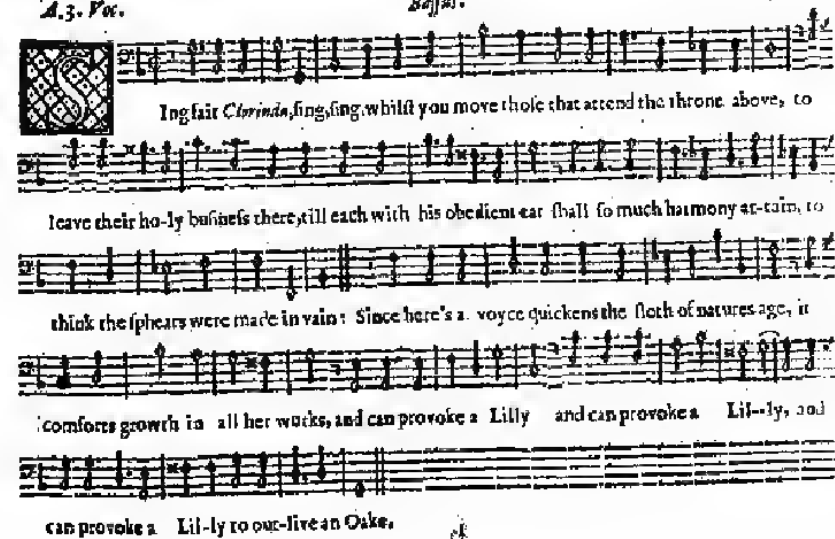 A.3. Voc. Bassus.
SIng fair Clorinda, sing, sing, whilſt you move thoſe that attend the throne above, to
leave their ho-ly buſineſs there, till each with his obedient ear ſhall ſo much harmony at-tain, to
think the ſphears were made in vain: Since here's a voyce quickens the ſloth of natures age, it
comforts growth in all her works, and can provoke a Lilly and can provoke a Lil--ly, and
can provoke a Lil-ly to out-live an Oake.